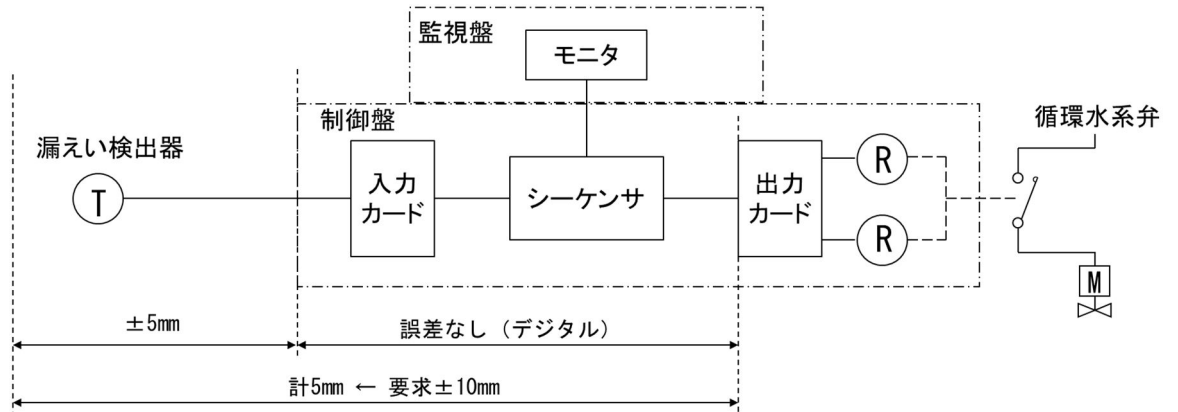 監視盤
モニタ
制御盤
循環水系弁
漏えい検出器
T
入力
カード
シーケンサ
出力
カード
R
R
M
±5mm
誤差なし（デジタル）
計5mm ← 要求±10mm